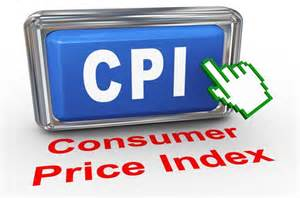 CPI
Consumer
Price Index